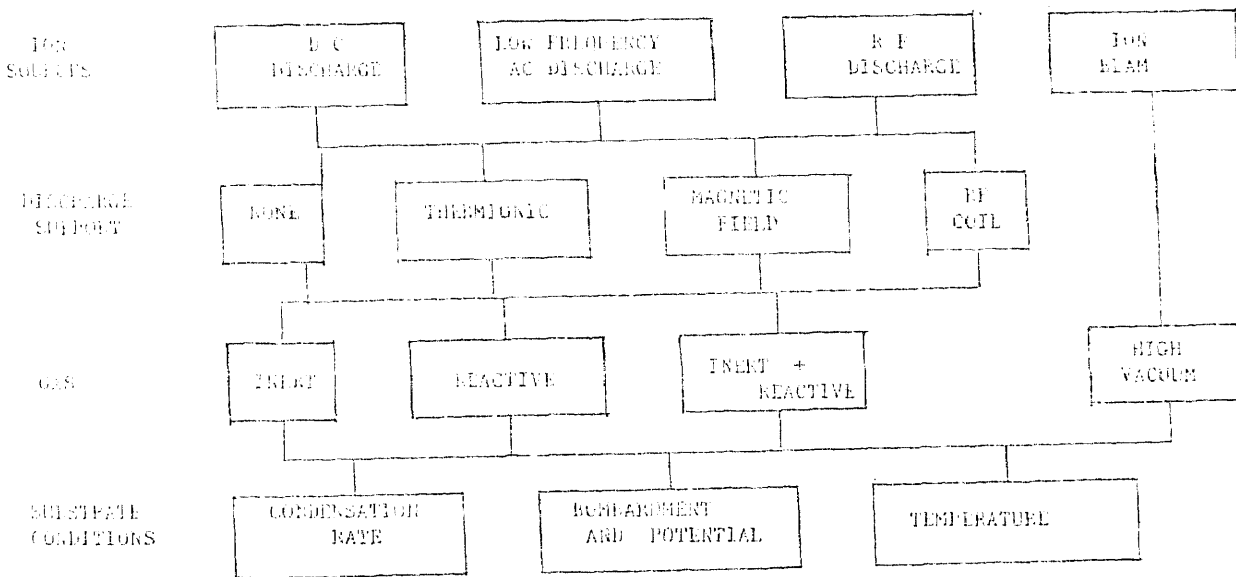 ION
SOURCES
D C
DISCHARGE
LOW FREQUENCY
AC DISCHARGE
R F
DISCHARGE
ION
BEAM
DISCHARGE
SUPPORT
NONE
THERMIONIC
MAGNETIC
FIELD
RF
COIL
GAS
INERT
REACTIVE
INERT +
REACTIVE
HIGH
VACUUM
SUBSTRATE
CONDITIONS
CONDENSATION
RATE
BOMBARDMENT
AND POTENTIAL
TEMPERATURE